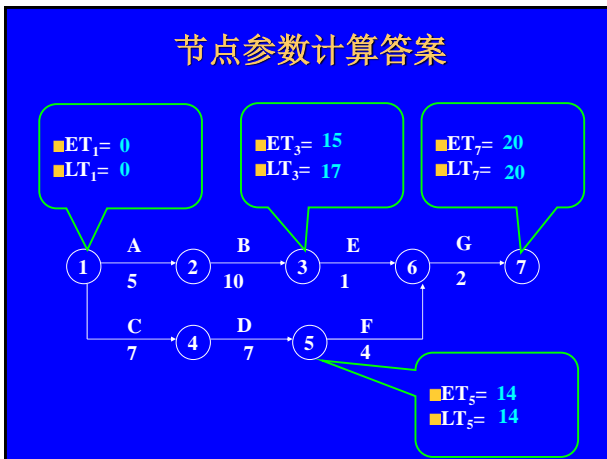 节点参数计算答案
■ET₁= 0
■LT₁= 0
■ET₃= 15
■LT₃= 17
■ET₇= 20
■LT₇= 20
A B E G
1 2 3 6 7
5 10 1 2
C D F
4 5
7 7 4
■ET₅= 14
■LT₅= 14